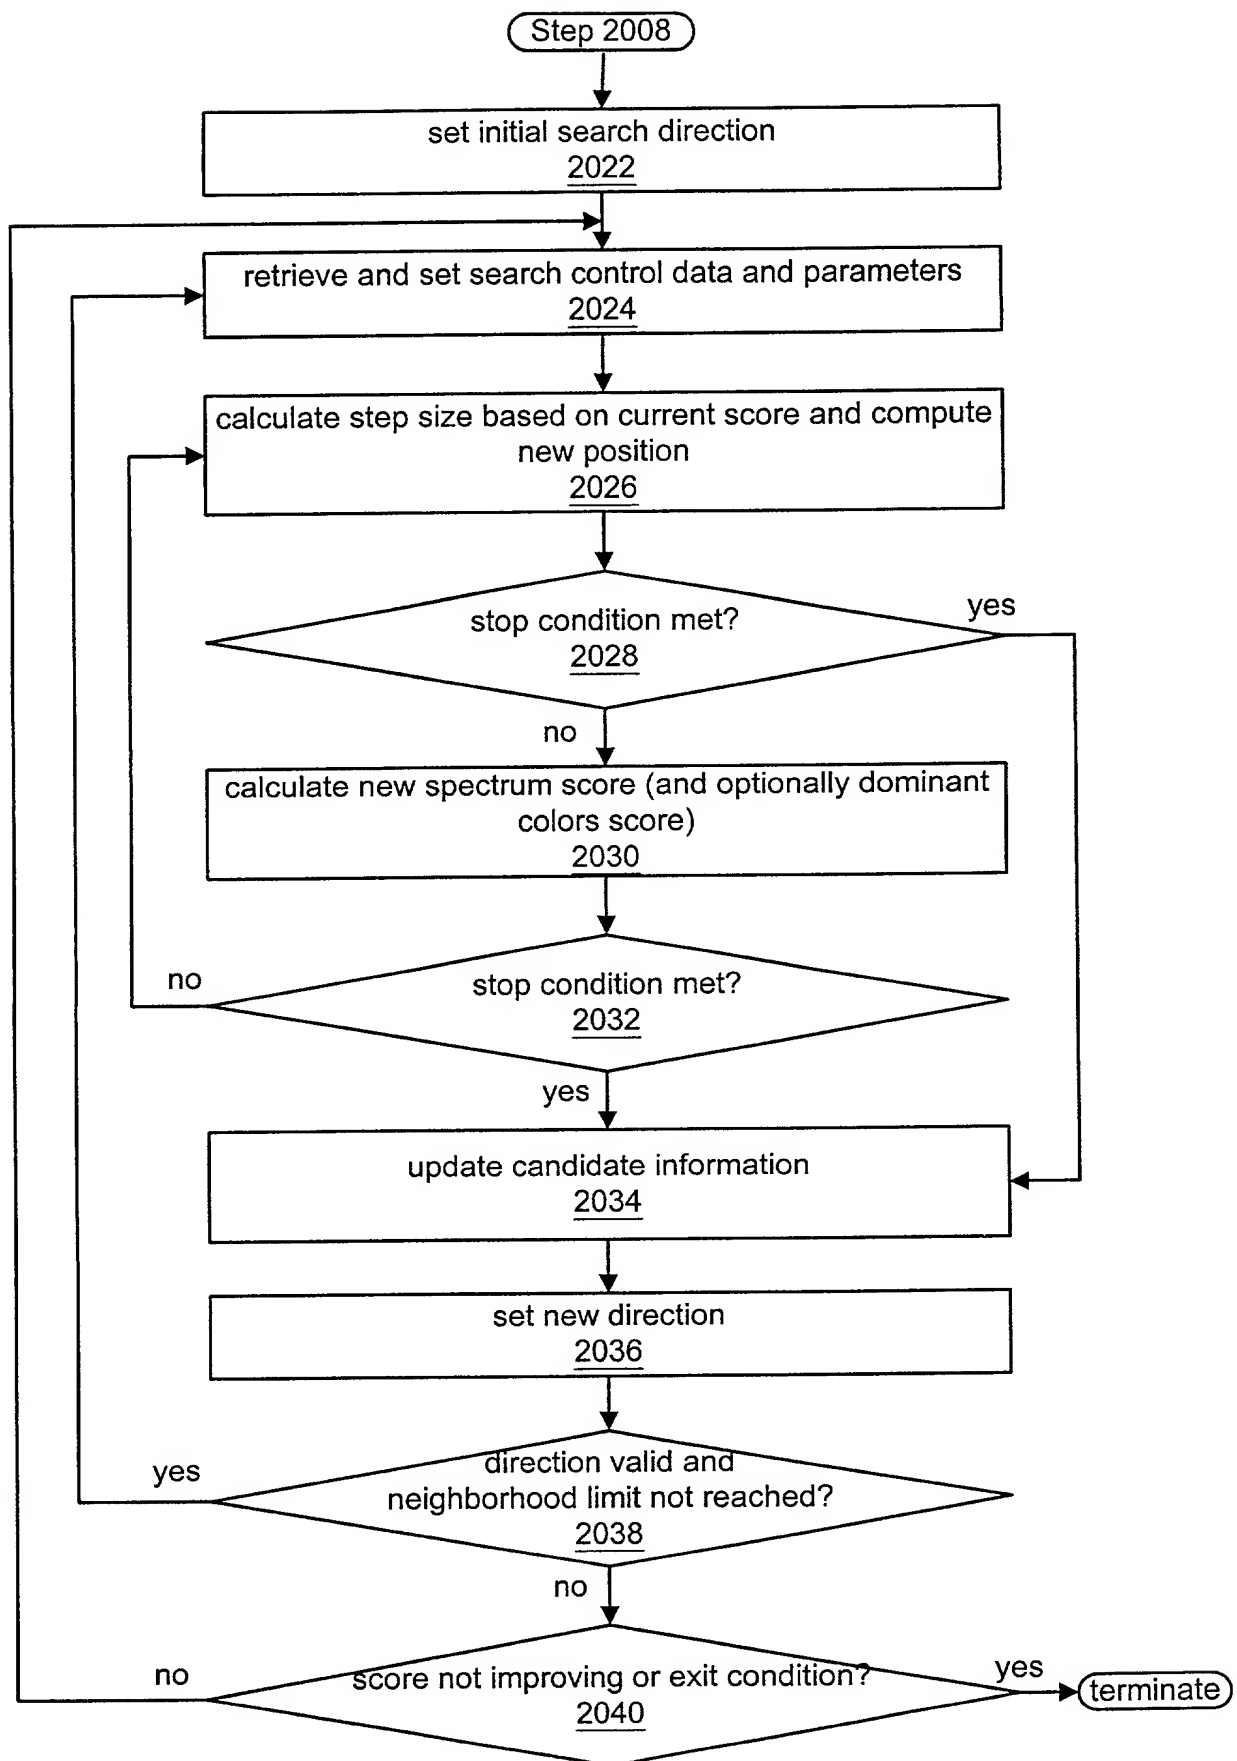 Step 2008
set initial search direction
2022
retrieve and set search control data and parameters
2024
calculate step size based on current score and compute
new position
2026
stop condition met?
2028
yes
no
calculate new spectrum score (and optionally dominant
colors score)
2030
stop condition met?
2032
no
yes
update candidate information
2034
set new direction
2036
direction valid and
neighborhood limit not reached?
2038
yes
no
score not improving or exit condition?
2040
no
yes
terminate